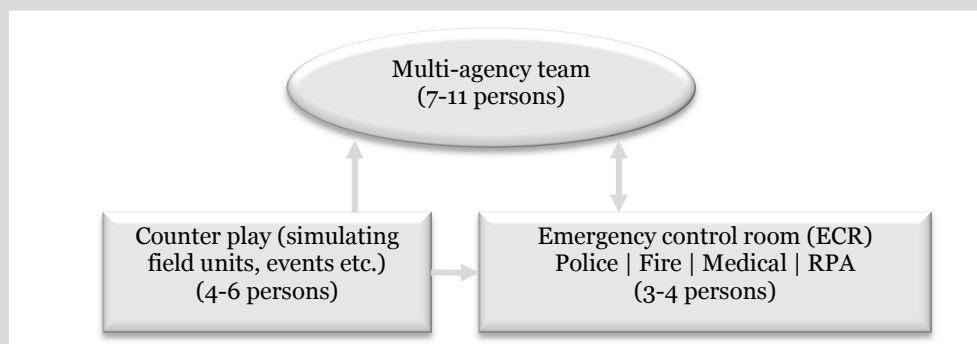 Multi-agency team
(7-11 persons)
Counter play (simulating
field units, events etc.)
(4-6 persons)
Emergency control room (ECR)
Police | Fire | Medical | RPA
(3-4 persons)